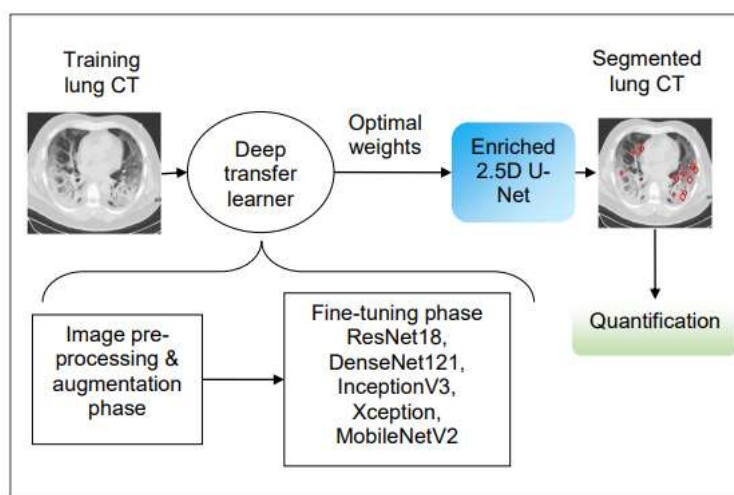 Training
lung CT
Deep
transfer
learner
Optimal
weights
Enriched
2.5D U-
Net
Segmented
lung CT
Quantification
Image pre-
processing &
augmentation
phase
Fine-tuning phase
ResNet18,
DenseNet121,
InceptionV3,
Xception,
MobileNetV2